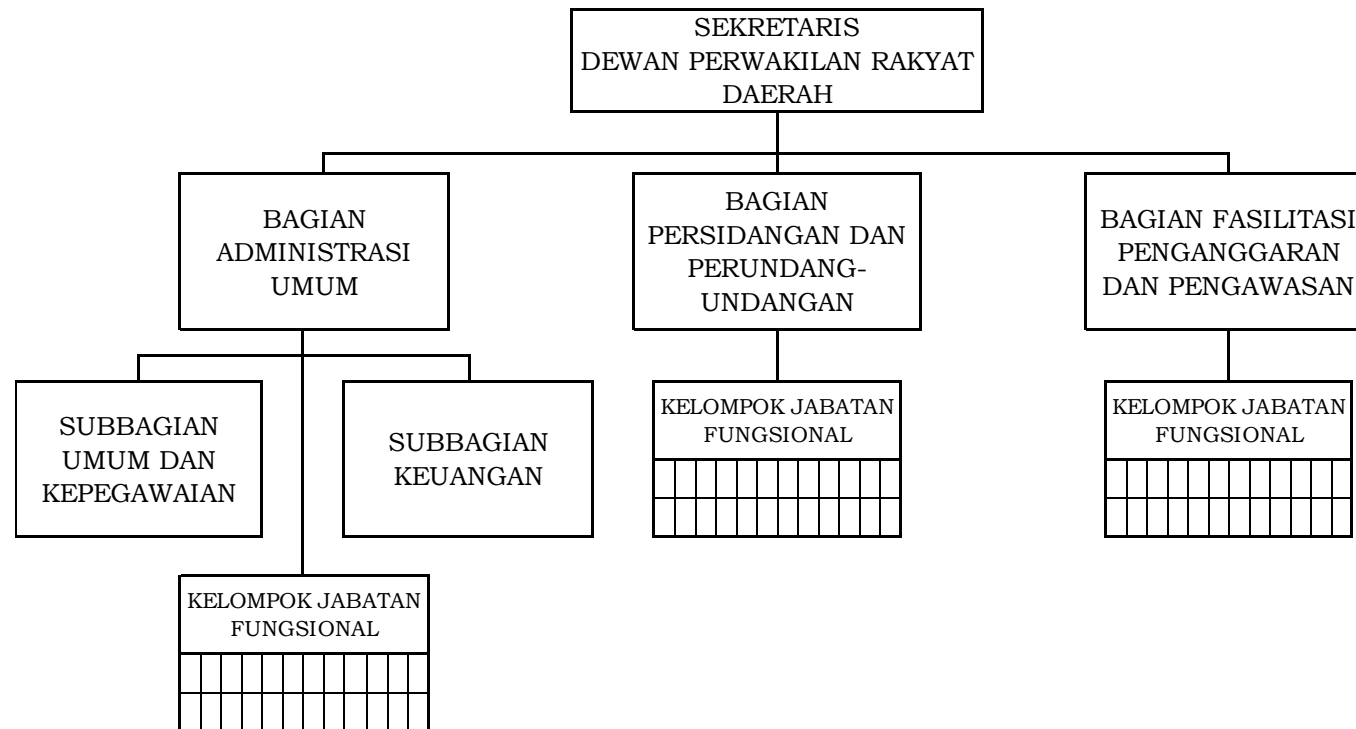 SEKRETARIS
DEWAN PERWAKILAN RAKYAT
DAERAH
BAGIAN
ADMINISTRASI
UMUM
BAGIAN
PERSIDANGAN DAN
PERUNDANG-
UNDANGAN
BAGIAN FASILITASI
PENGANGGARAN
DAN PENGAWASAN
SUBBAGIAN
UMUM DAN
KEPEGAWAIAN
SUBBAGIAN
KEUANGAN
KELOMPOK JABATAN
FUNGSIONAL
KELOMPOK JABATAN
FUNGSIONAL
KELOMPOK JABATAN
FUNGSIONAL